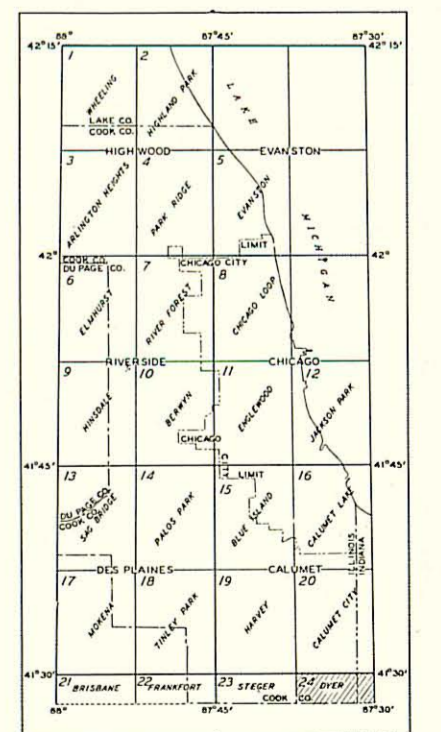 88° 87°45'
42°15' 42°15'
1 2
WHEELING
HIGHLAND PARK
LAKE
LAKE CO.
COOK CO.
HIGHWOOD EVANSTON
3 4 5
ARLINGTON HEIGHTS
PARK RIDGE
EVANSTON
MICHIGAN
LIMIT
42° 42°
COOK CO.
DU PAGE CO.
CHICAGO CITY
6 7 8
ELMHURST
RIVER FOREST
CHICAGO LOOP
RIVERSIDE CHICAGO
9 10 11 12
HINSDALE
BERWYN
ENGLEWOOD
JACKSON PARK
CHICAGO
CITY
LIMIT
41°45' 41°45'
13 14 15 16
DU PAGE CO.
COOK CO.
SAG BRIDGE
PALOS PARK
BLUE ISLAND
CALUMET LAKE
ILLINOIS
INDIANA
DES PLAINES CALUMET
17 18 19 20
MOKENA
TINLEY PARK
HARVEY
CALUMET CITY
41°30' 41°30'
21 BRISBANE 22 FRANKFORT 23 STEGER 24 DYER
COOK CO.
88° 87°45' 87°30'